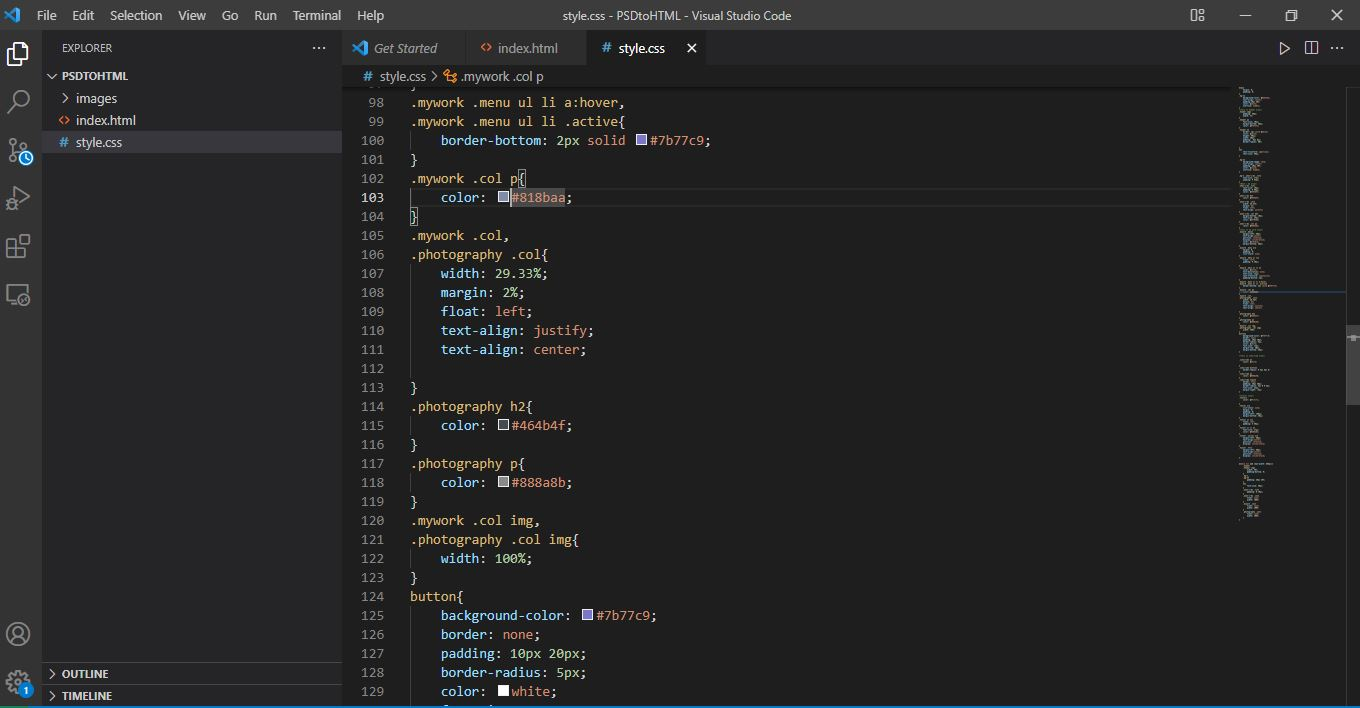 File Edit Selection View Go Run Terminal Help
style.css - PSDtoHTML - Visual Studio Code
EXPLORER
PSDTOHTML
images
index.html
# style.css
OUTLINE
TIMELINE
1
Get Started
index.html
# style.css
# style.css > .mywork .col p
98 .mywork .menu ul li a:hover,
99 .mywork .menu ul li .active{
100 border-bottom: 2px solid #7b77c9;
101 }
102 .mywork .col p{
103 color: #818baa;
104 }
105 .mywork .col,
106 .photography .col{
107 width: 29.33%;
108 margin: 2%;
109 float: left;
110 text-align: justify;
111 text-align: center;
112
113 }
114 .photography h2{
115 color: #464b4f;
116 }
117 .photography p{
118 color: #888a8b;
119 }
120 .mywork .col img,
121 .photography .col img{
122 width: 100%;
123 }
124 button{
125 background-color: #7b77c9;
126 border: none;
127 padding: 10px 20px;
128 border-radius: 5px;
129 color: white;